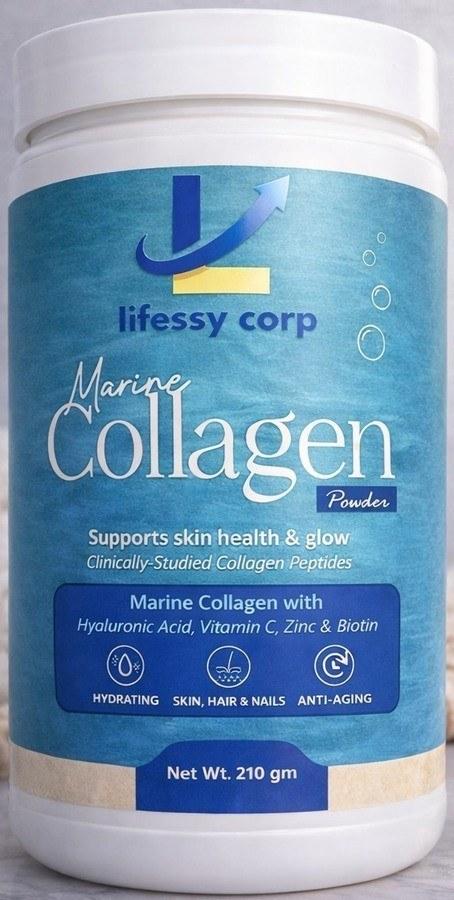 lifessy corp
Marine
Collagen
Powder
Supports skin health & glow
Clinically-Studied Collagen Peptides
Marine Collagen with
Hyaluronic Acid, Vitamin C, Zinc & Biotin
HYDRATING SKIN, HAIR & NAILS ANTI-AGING
Net Wt. 210 gm